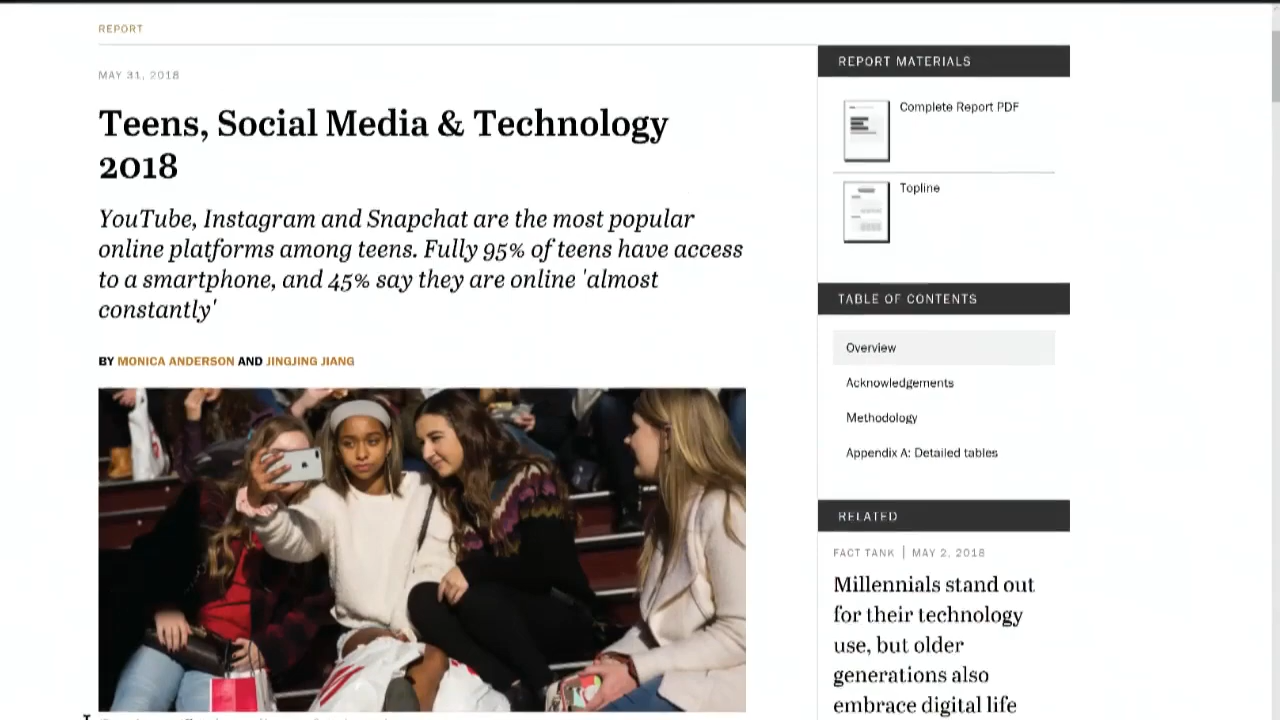 REPORT
MAY 31, 2018
Teens, Social Media & Technology
2018
YouTube, Instagram and Snapchat are the most popular
online platforms among teens. Fully 95% of teens have access
to a smartphone, and 45% say they are online 'almost
constantly'
BY MONICA ANDERSON AND JINGJING JIANG
REPORT MATERIALS
Complete Report PDF
Topline
TABLE OF CONTENTS
Overview
Acknowledgements
Methodology
Appendix A: Detailed tables
RELATED
FACT TANK | MAY 2, 2018
Millennials stand out
for their technology
use, but older
generations also
embrace digital life